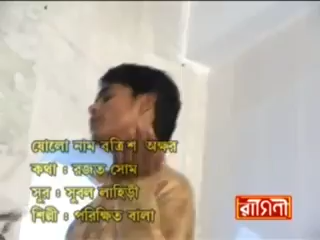 ষোলো নাম বত্রিশ অক্ষর
কথা : রজত সোম
সুর : সুবল লাহিড়ী
শিল্পী : পরিক্ষিত বালা
রাগিনী